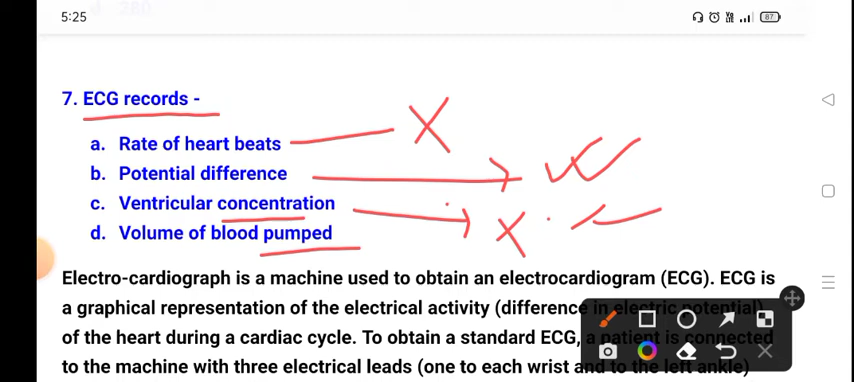 5:25
87
7. ECG records -
a. Rate of heart beats
b. Potential difference
c. Ventricular concentration
d. Volume of blood pumped
Electro-cardiograph is a machine used to obtain an electrocardiogram (ECG). ECG is
a graphical representation of the electrical activity (difference in electric potential)
of the heart during a cardiac cycle. To obtain a standard ECG, a patient is connected
to the machine with three electrical leads (one to each wrist and to the left ankle)